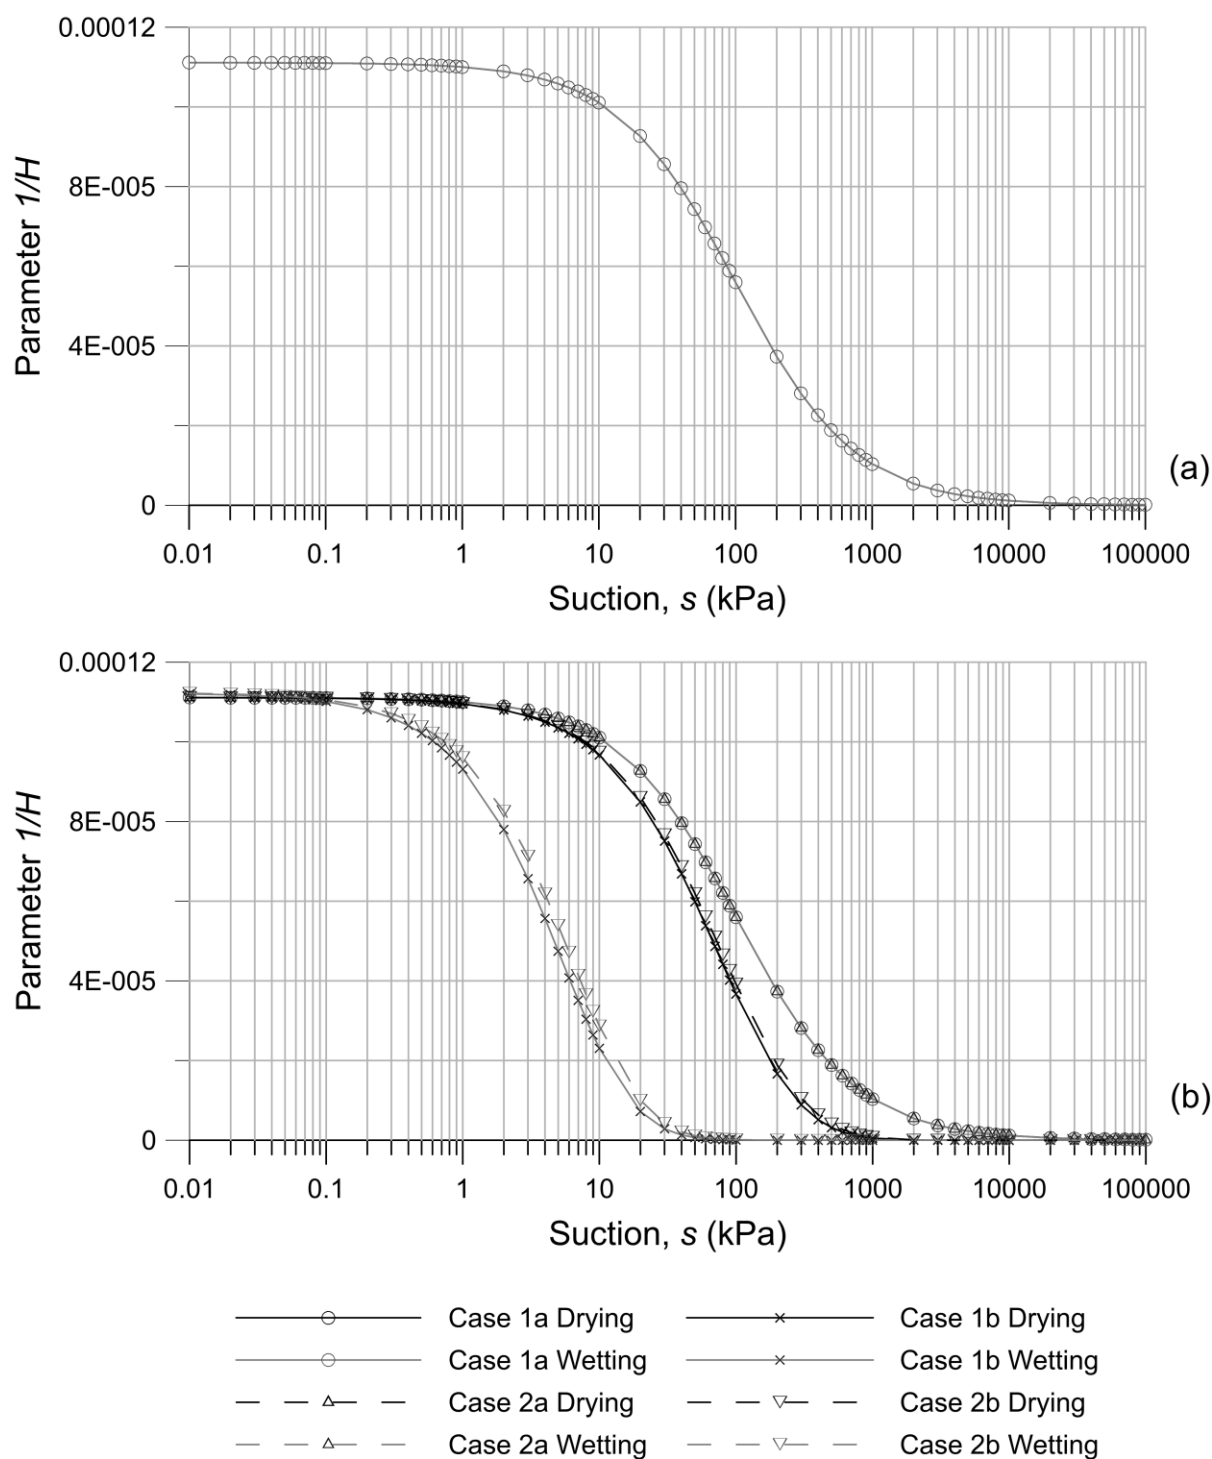 0.00012
8E-005
4E-005
0
Parameter 1/H
0.01 0.1 1 10 100 1000 10000 100000
Suction, s (kPa)
(a)
0.00012
8E-005
4E-005
0
Parameter 1/H
0.01 0.1 1 10 100 1000 10000 100000
Suction, s (kPa)
(b)
Case 1a Drying Case 1b Drying
Case 1a Wetting Case 1b Wetting
Case 2a Drying Case 2b Drying
Case 2a Wetting Case 2b Wetting